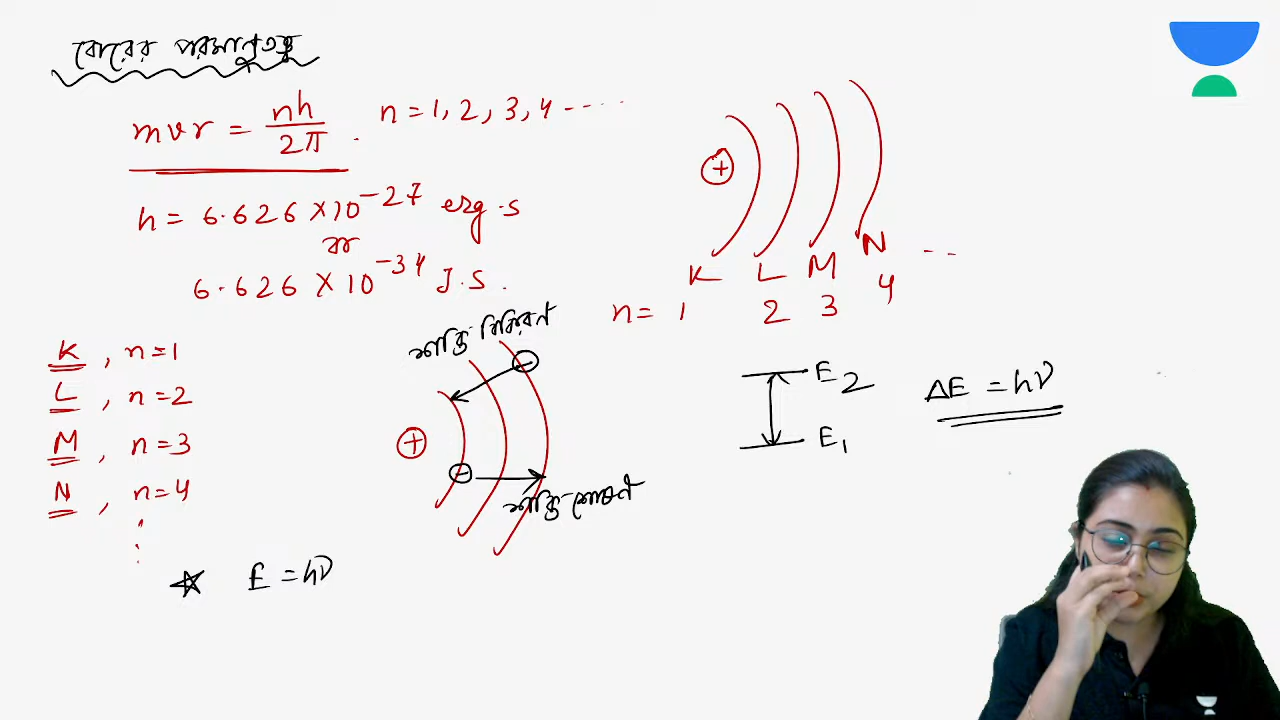 বোরের পরমাণুতত্ত্ব
mvr = nh/2π . n = 1, 2, 3, 4 ----
h = 6.626 × 10⁻²⁷ erg.s
বা
6.626 × 10⁻³⁴ J.S.
K L M N --
n = 1 2 3 4
K, n=1
L, n=2
M, n=3
N, n=4
⋮
শক্তি বিকিরণ
+
-
-
শক্তি শোষণ
+
E₂
E₁
ΔE = hν
☆ E = hν